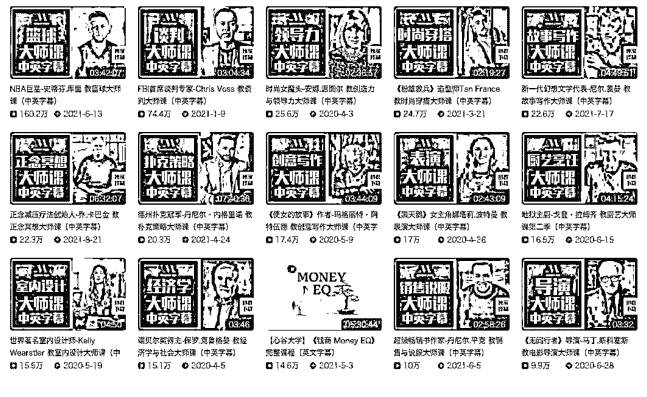 篮球
大师课
中英字幕
03:42:07
NBA巨星-史蒂芬.库里 教篮球大师
课（中英字幕）
160.2万 2021-6-13
谈判
大师课
中英字幕
03:04:34
FBI首席谈判专家-Chris Voss 教谈
判大师课（中英字幕）
74.4万 2021-1-9
领导力
大师课
中英字幕
时尚女魔头-安娜.温图尔 教创造力
与领导力大师课（中英字幕）
25.6万 2020-4-3
时尚穿搭
大师课
中英字幕
02:19:27
《粉雄救兵》造型师Tan France
教时尚穿搭大师课（中英字幕）
24.7万 2021-3-21
故事写作
大师课
中英字幕
04:49:51
新一代幻想文学代表-尼尔.盖曼 教
故事写作大师课（中英字幕）
22.6万 2021-7-17
正念冥想
大师课
中英字幕
06:32:07
正念减压疗法创始人-乔.卡巴金 教
正念冥想大师课（中英字幕）
22.3万 2021-8-21
扑克策略
大师课
中英字幕
德州扑克冠军-丹尼尔·内格里诺 教
扑克策略大师课（中英字幕）
20.3万 2021-4-24
创意写作
大师课
中英字幕
03:44:09
《使女的故事》作者-玛格丽特·阿
特伍德 教创意写作大师课（中英字
17.4万 2020-5-9
表演
大师课
中英字幕
02:43:09
《黑天鹅》女主角娜塔莉.波特曼 教
表演大师课（中英字幕）
17万 2020-4-26
厨艺烹饪
大师课
中英字幕
04:15:24
地狱主厨-戈登·拉姆齐 教厨艺大师
课第二季（中英字幕）
16.5万 2020-6-15
室内设计
大师课
中英字幕
世界著名室内设计师-Kelly
Wearstler 教室内设计大师课（中
15.5万 2020-5-19
经济学
大师课
中英字幕
03:46
诺贝尔奖得主-保罗.克鲁格曼 教经
济学与社会大师课（中英字幕）
15.1万 2020-4-5
MONEY
EQ
05:30:44
【心谷大学】《钱商 Money EQ》
完整课程［英文字幕］
14.6万 2021-5-3
销售说服
大师课
中英字幕
02:58:26
超级畅销书作家-丹尼尔.平克 教销
售与说服大师课（中英字幕）
10万 2021-6-5
导演
大师课
中英字幕
03:32
《无间行者》导演-马丁.斯科塞斯
教电影导演大师课（中英字幕）
9.9万 2020-6-28